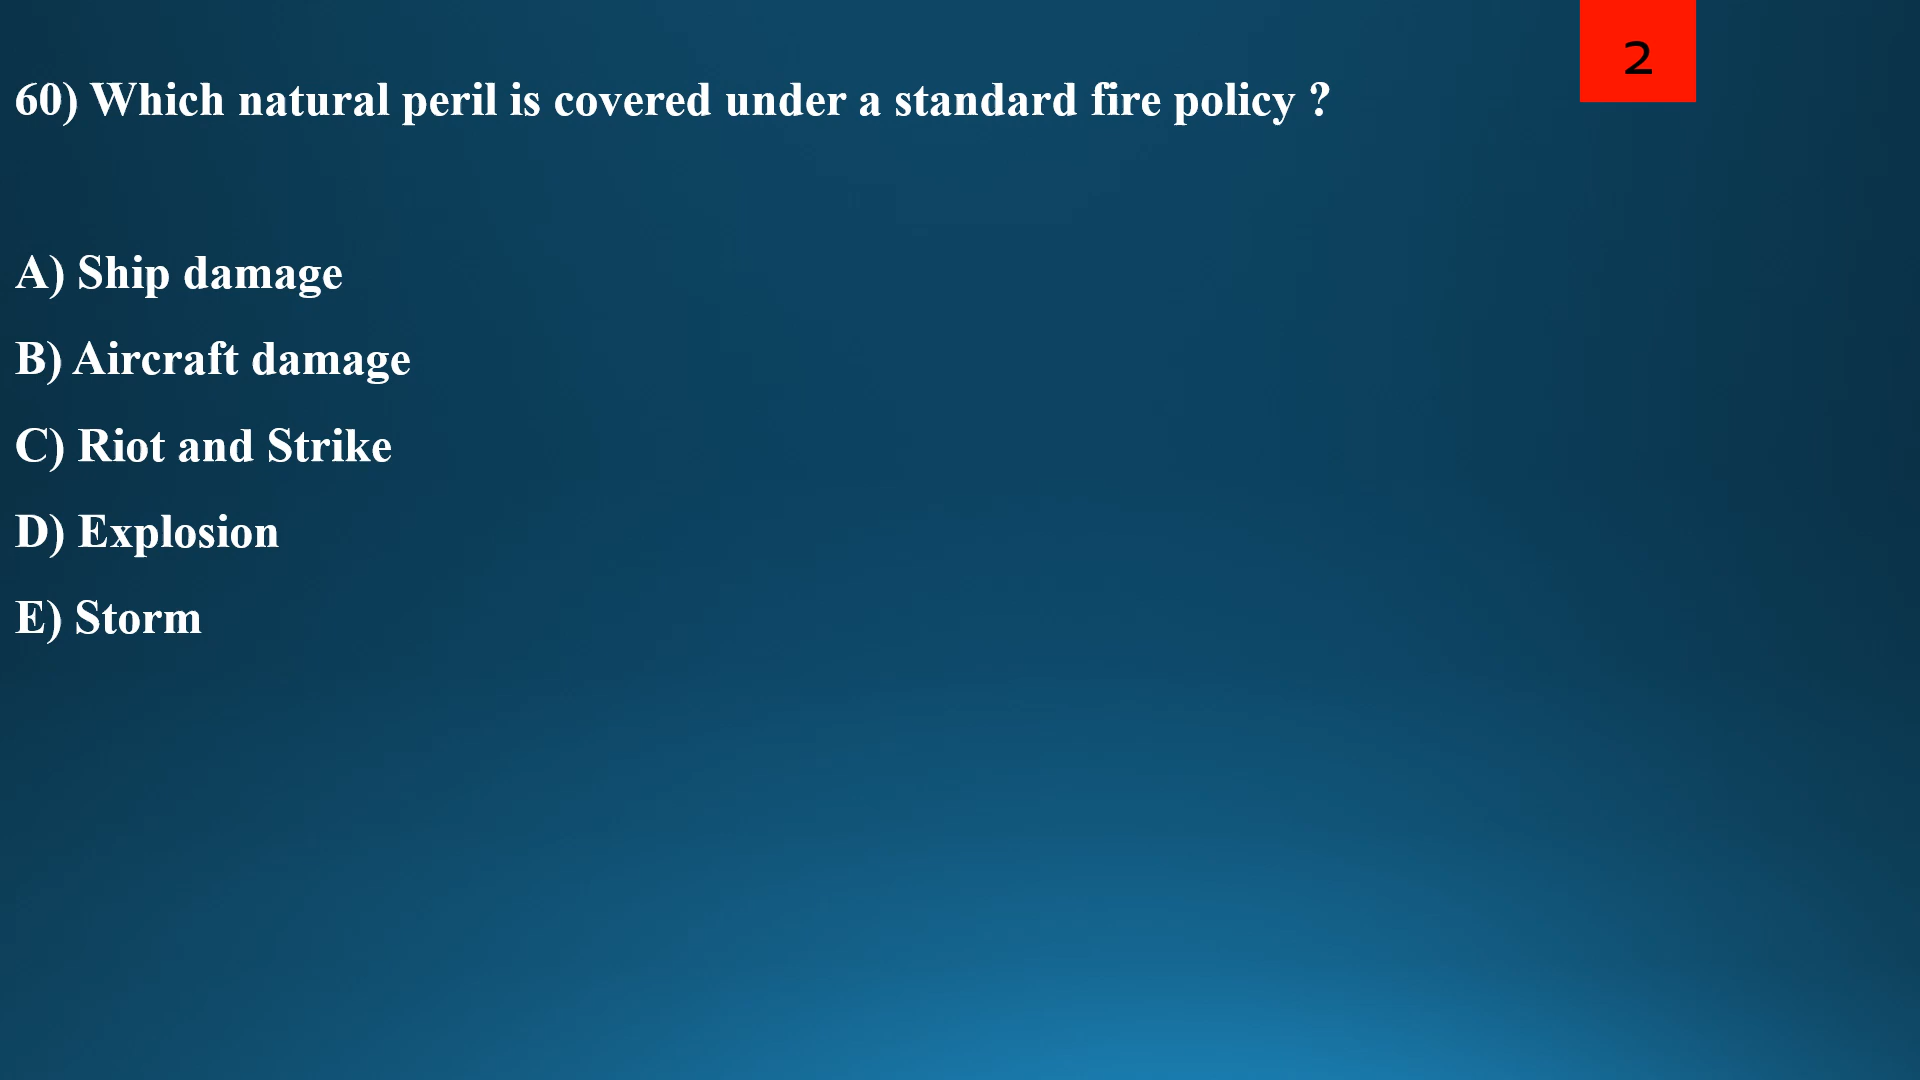 2
60) Which natural peril is covered under a standard fire policy ?
A) Ship damage
B) Aircraft damage
C) Riot and Strike
D) Explosion
E) Storm